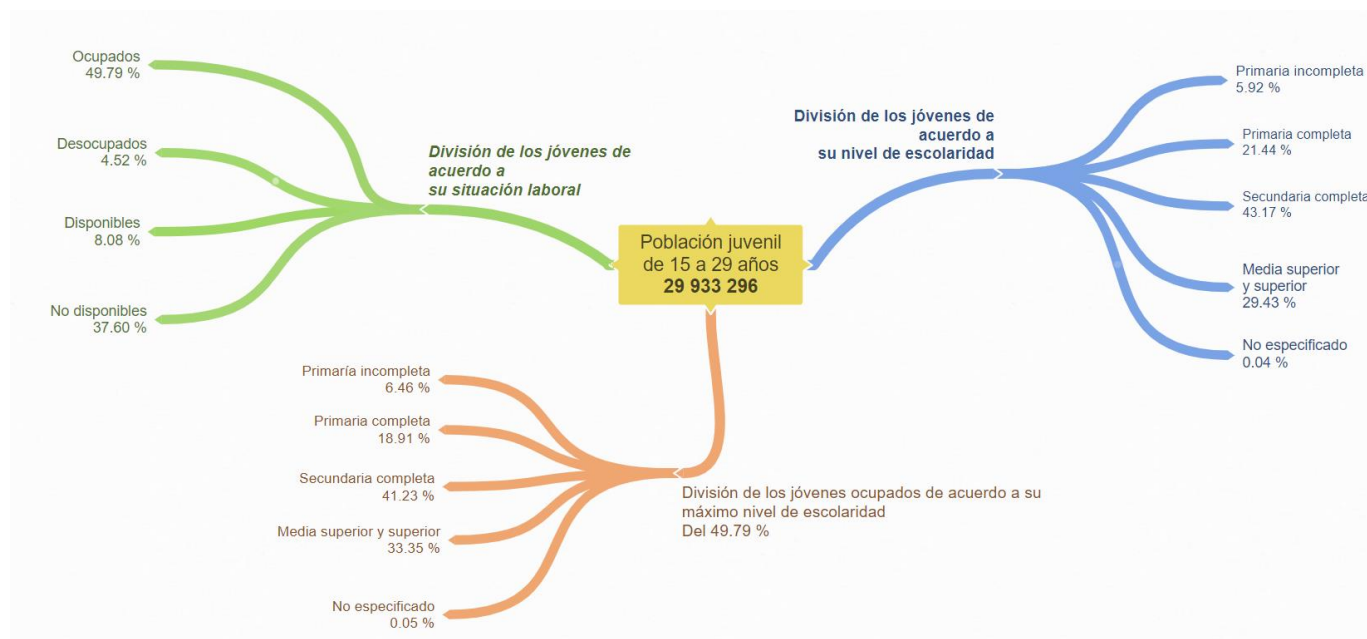 Ocupados
49.79 %
Desocupados
4.52 %
Disponibles
8.08 %
No disponibles
37.60 %
División de los jóvenes de
acuerdo a
su situación laboral
Población juvenil
de 15 a 29 años
29 933 296
División de los jóvenes de
acuerdo a
su nivel de escolaridad
Primaria incompleta
5.92 %
Primaria completa
21.44 %
Secundaria completa
43.17 %
Media superior
y superior
29.43 %
No especificado
0.04 %
Primaría incompleta
6.46 %
Primaria completa
18.91 %
Secundaria completa
41.23 %
Media superior y superior
33.35 %
No especificado
0.05 %
División de los jóvenes ocupados de acuerdo a su
máximo nivel de escolaridad
Del 49.79 %